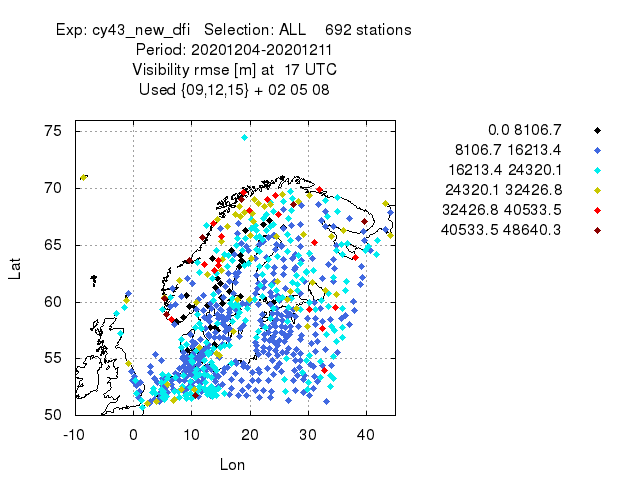 Exp: cy43_new_dfi   Selection: ALL    692 stations
Period: 20201204-20201211
Visibility rmse [m] at  17 UTC
Used {09,12,15} + 02 05 08
0.0 8106.7
8106.7 16213.4
16213.4 24320.1
24320.1 32426.8
32426.8 40533.5
40533.5 48640.3
75
70
65
60
55
50
Lat
-10 0 10 20 30 40
Lon